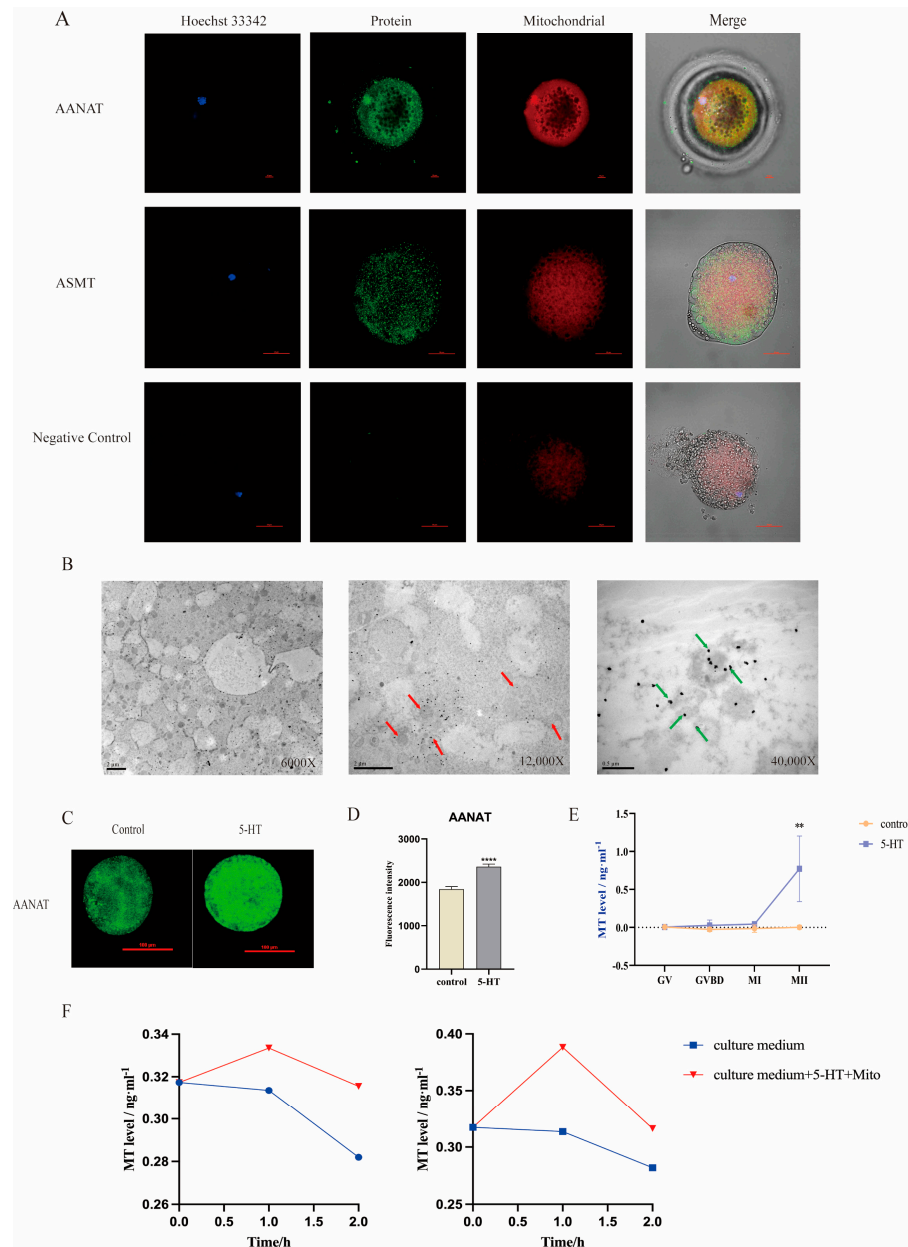 A
Hoechst 33342 Protein Mitochondrial Merge
AANAT
ASMT
Negative Control
B
2 μm 6000X
2 μm 12,000X
0.5 μm 40,000X
C
Control 5-HT
AANAT
100 μm 100 μm
D
AANAT
Fluorescence intensity
3000
2000
1000
0
****
control 5-HT
E
MT level / ng·ml-1
1.5
1.0
0.5
0.0
-0.5
**
GV GVBD MI MII
contro
5-HT
F
MT level / ng·ml-1
0.34
0.32
0.30
0.28
0.26
0.0 0.5 1.0 1.5 2.0
Time/h
MT level / ng·ml-1
0.40
0.35
0.30
0.25
0.0 0.5 1.0 1.5 2.0
Time/h
culture medium
culture medium+5-HT+Mito